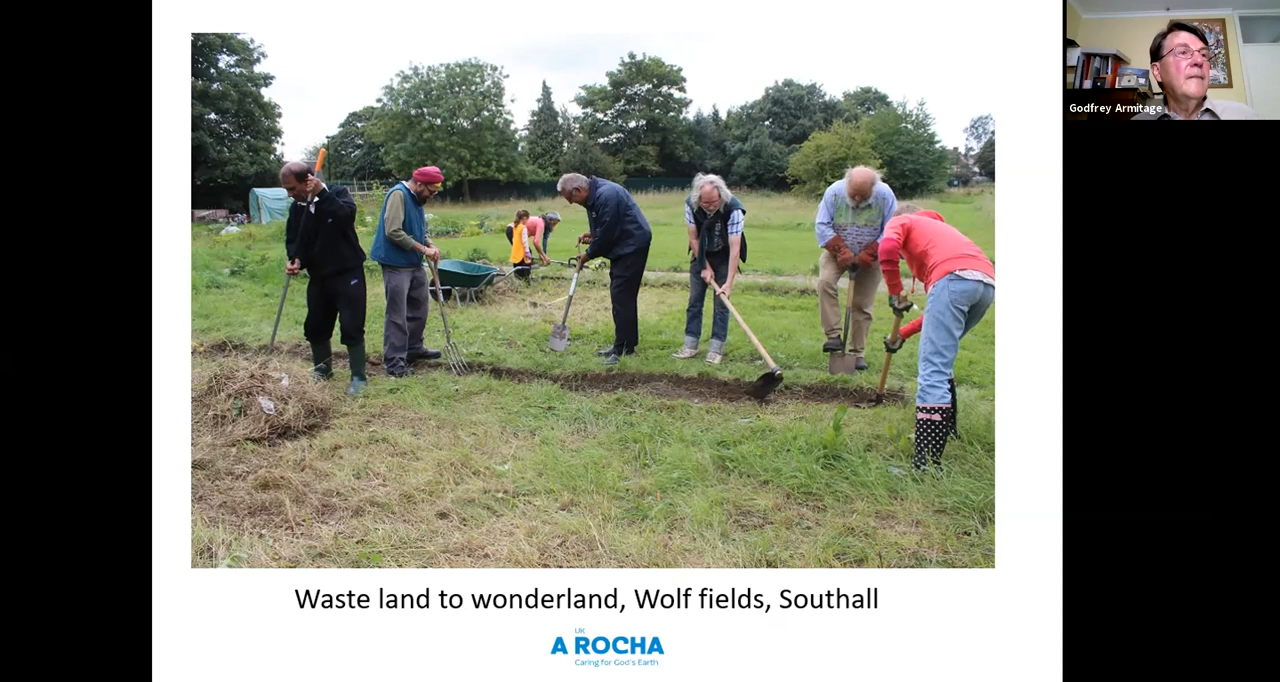 Godfrey Armitage
Waste land to wonderland, Wolf fields, Southall
UK
A ROCHA
Caring for God's Earth